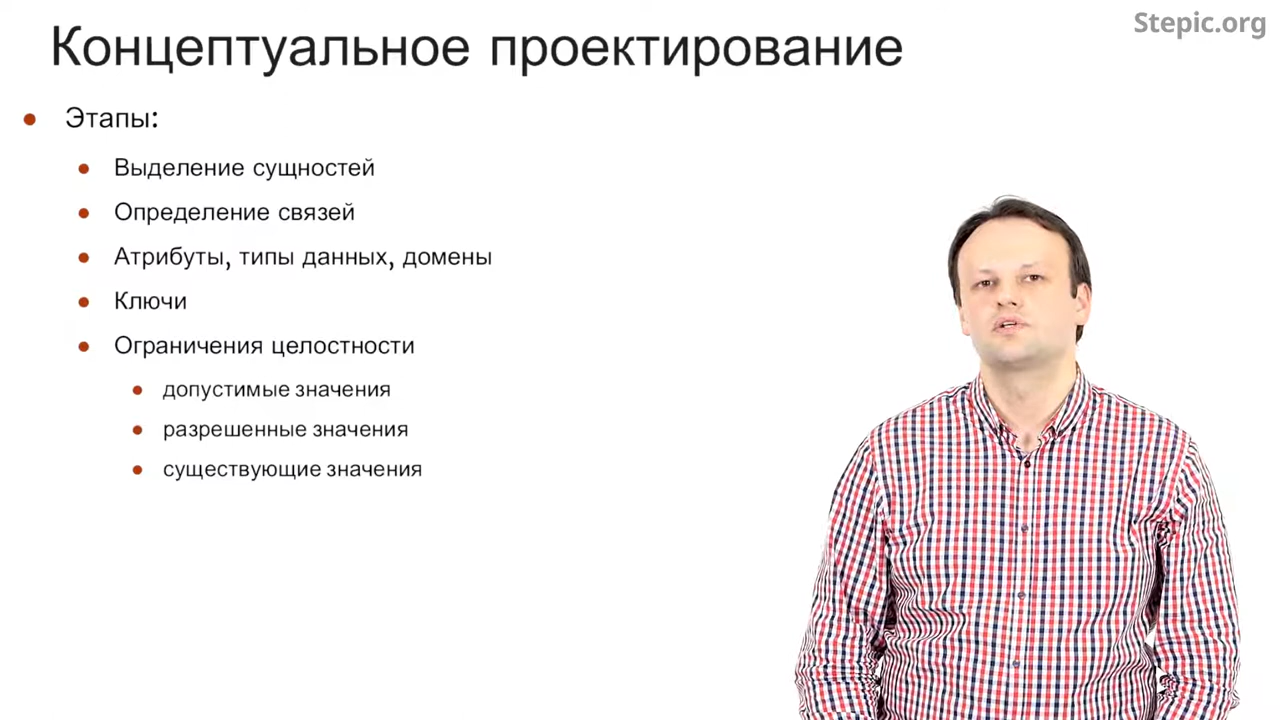 Stepic.org
Концептуальное проектирование
Этапы:
Выделение сущностей
Определение связей
Атрибуты, типы данных, домены
Ключи
Ограничения целостности
допустимые значения
разрешенные значения
существующие значения